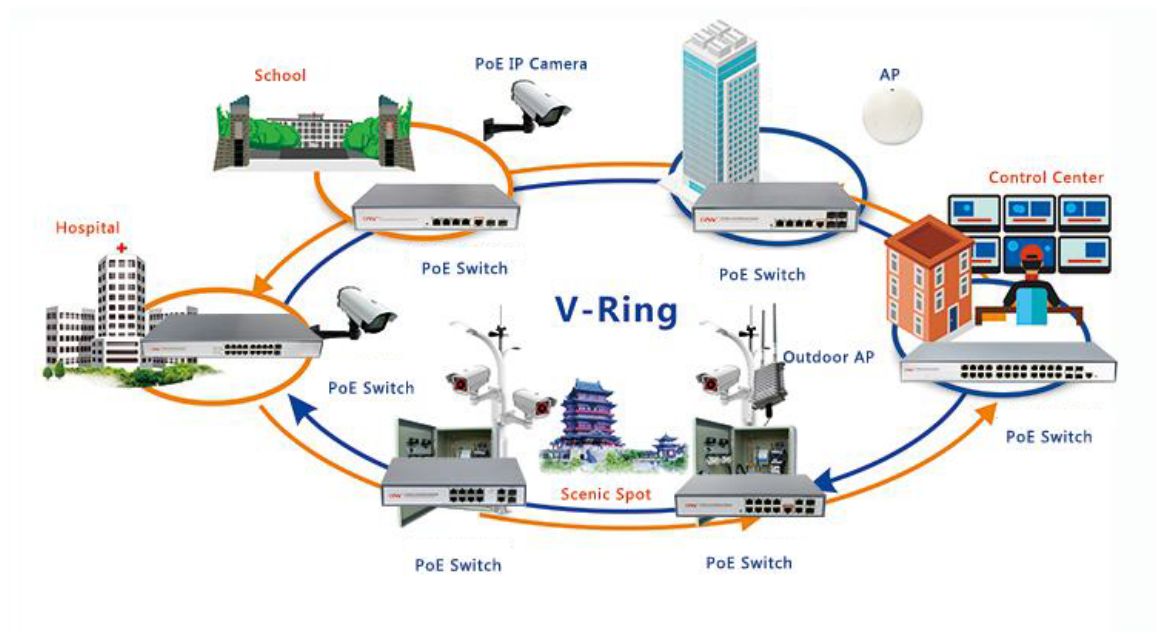 PoE IP Camera
AP
School
Control Center
Hospital
PoE Switch
PoE Switch
V-Ring
Outdoor AP
PoE Switch
PoE Switch
Scenic Spot
PoE Switch
PoE Switch